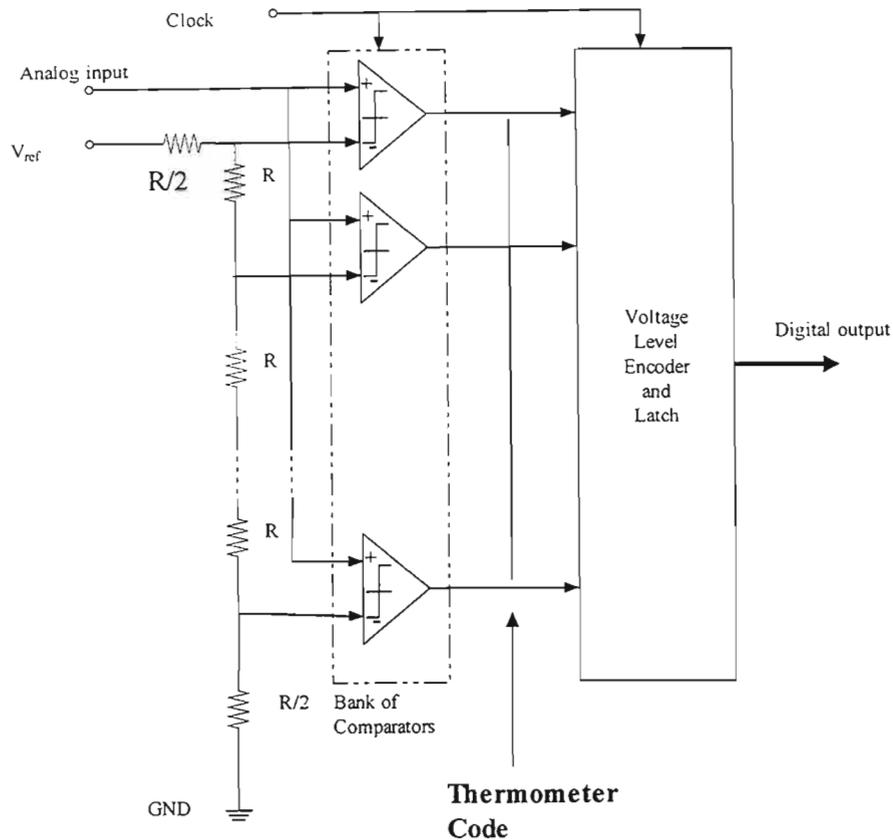 Clock
Analog input
+
-
V_ref
R/2
R
+
-
R
Voltage
Level
Encoder
and
Latch
Digital output
R
+
-
R/2
Bank of
Comparators
GND
Thermometer
Code